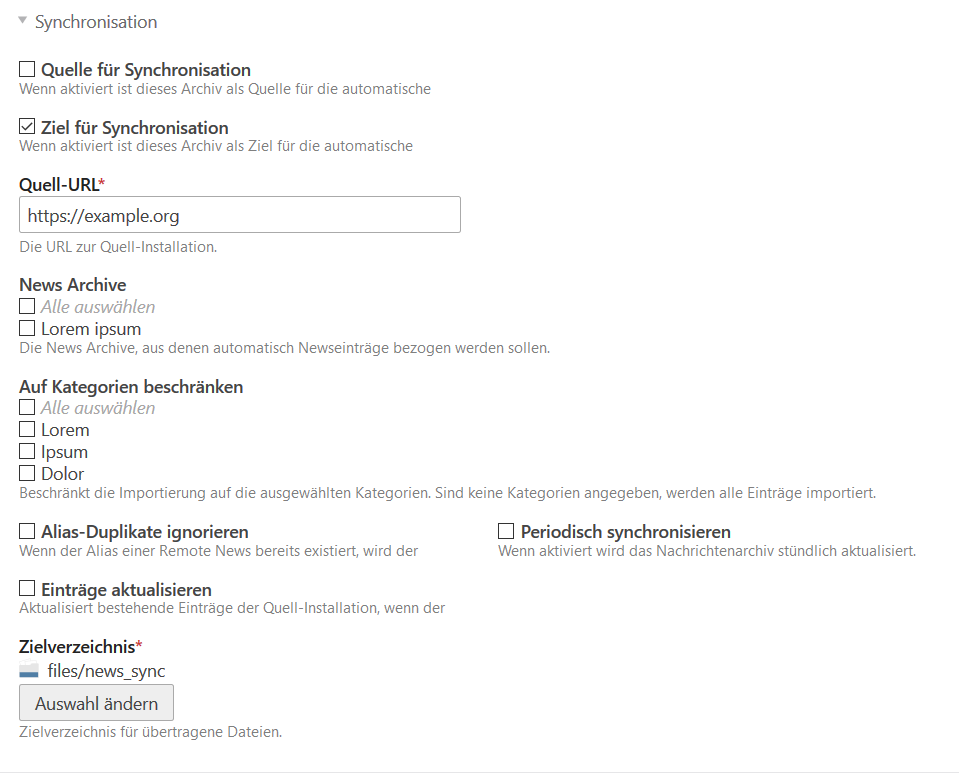 Synchronisation
Quelle für Synchronisation
Wenn aktiviert ist dieses Archiv als Quelle für die automatische
Ziel für Synchronisation
Wenn aktiviert ist dieses Archiv als Ziel für die automatische
Quell-URL*
https://example.org
Die URL zur Quell-Installation.
News Archive
Alle auswählen
Lorem ipsum
Die News Archive, aus denen automatisch Newseinträge bezogen werden sollen.
Auf Kategorien beschränken
Alle auswählen
Lorem
Ipsum
Dolor
Beschränkt die Importierung auf die ausgewählten Kategorien. Sind keine Kategorien angegeben, werden alle Einträge importiert.
Alias-Duplikate ignorieren
Wenn der Alias einer Remote News bereits existiert, wird der
Periodisch synchronisieren
Wenn aktiviert wird das Nachrichtenarchiv stündlich aktualisiert.
Einträge aktualisieren
Aktualisiert bestehende Einträge der Quell-Installation, wenn der
Zielverzeichnis*
files/news_sync
Auswahl ändern
Zielverzeichnis für übertragene Dateien.